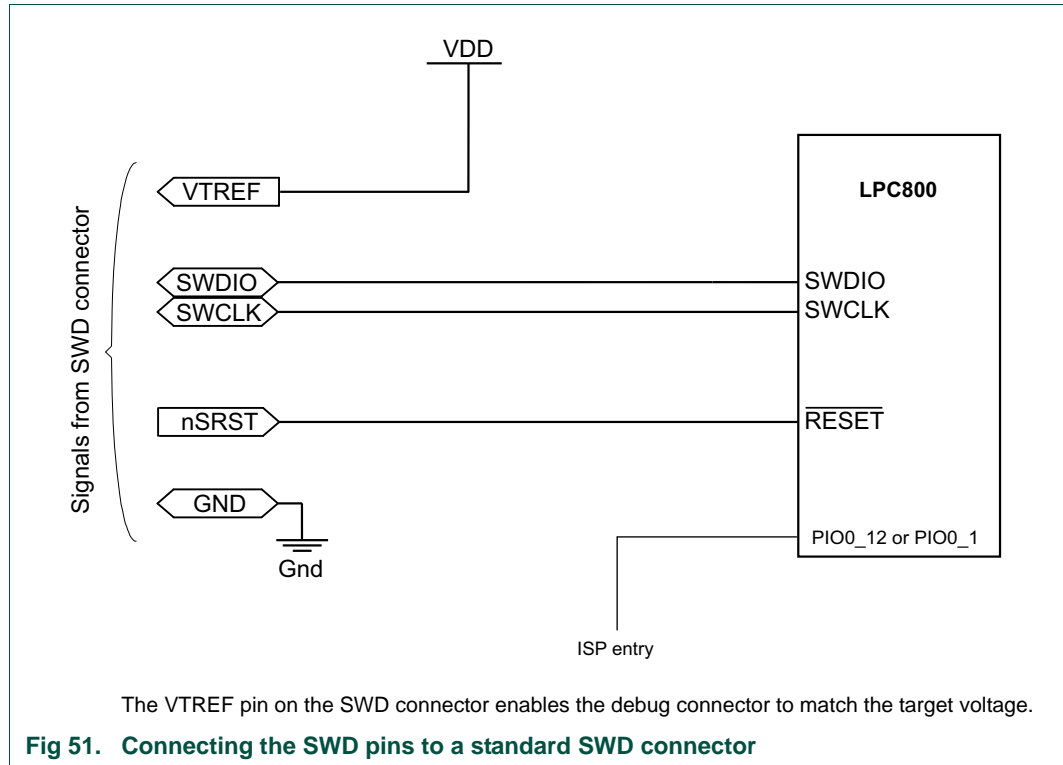 VDD
VTREF
LPC800
SWDIO
SWCLK
SWDIO
SWCLK
nSRST
RESET
GND
Gnd
PIO0_12 or PIO0_1
ISP entry
Signals from SWD connector
The VTREF pin on the SWD connector enables the debug connector to match the target voltage.
Fig 51. Connecting the SWD pins to a standard SWD connector